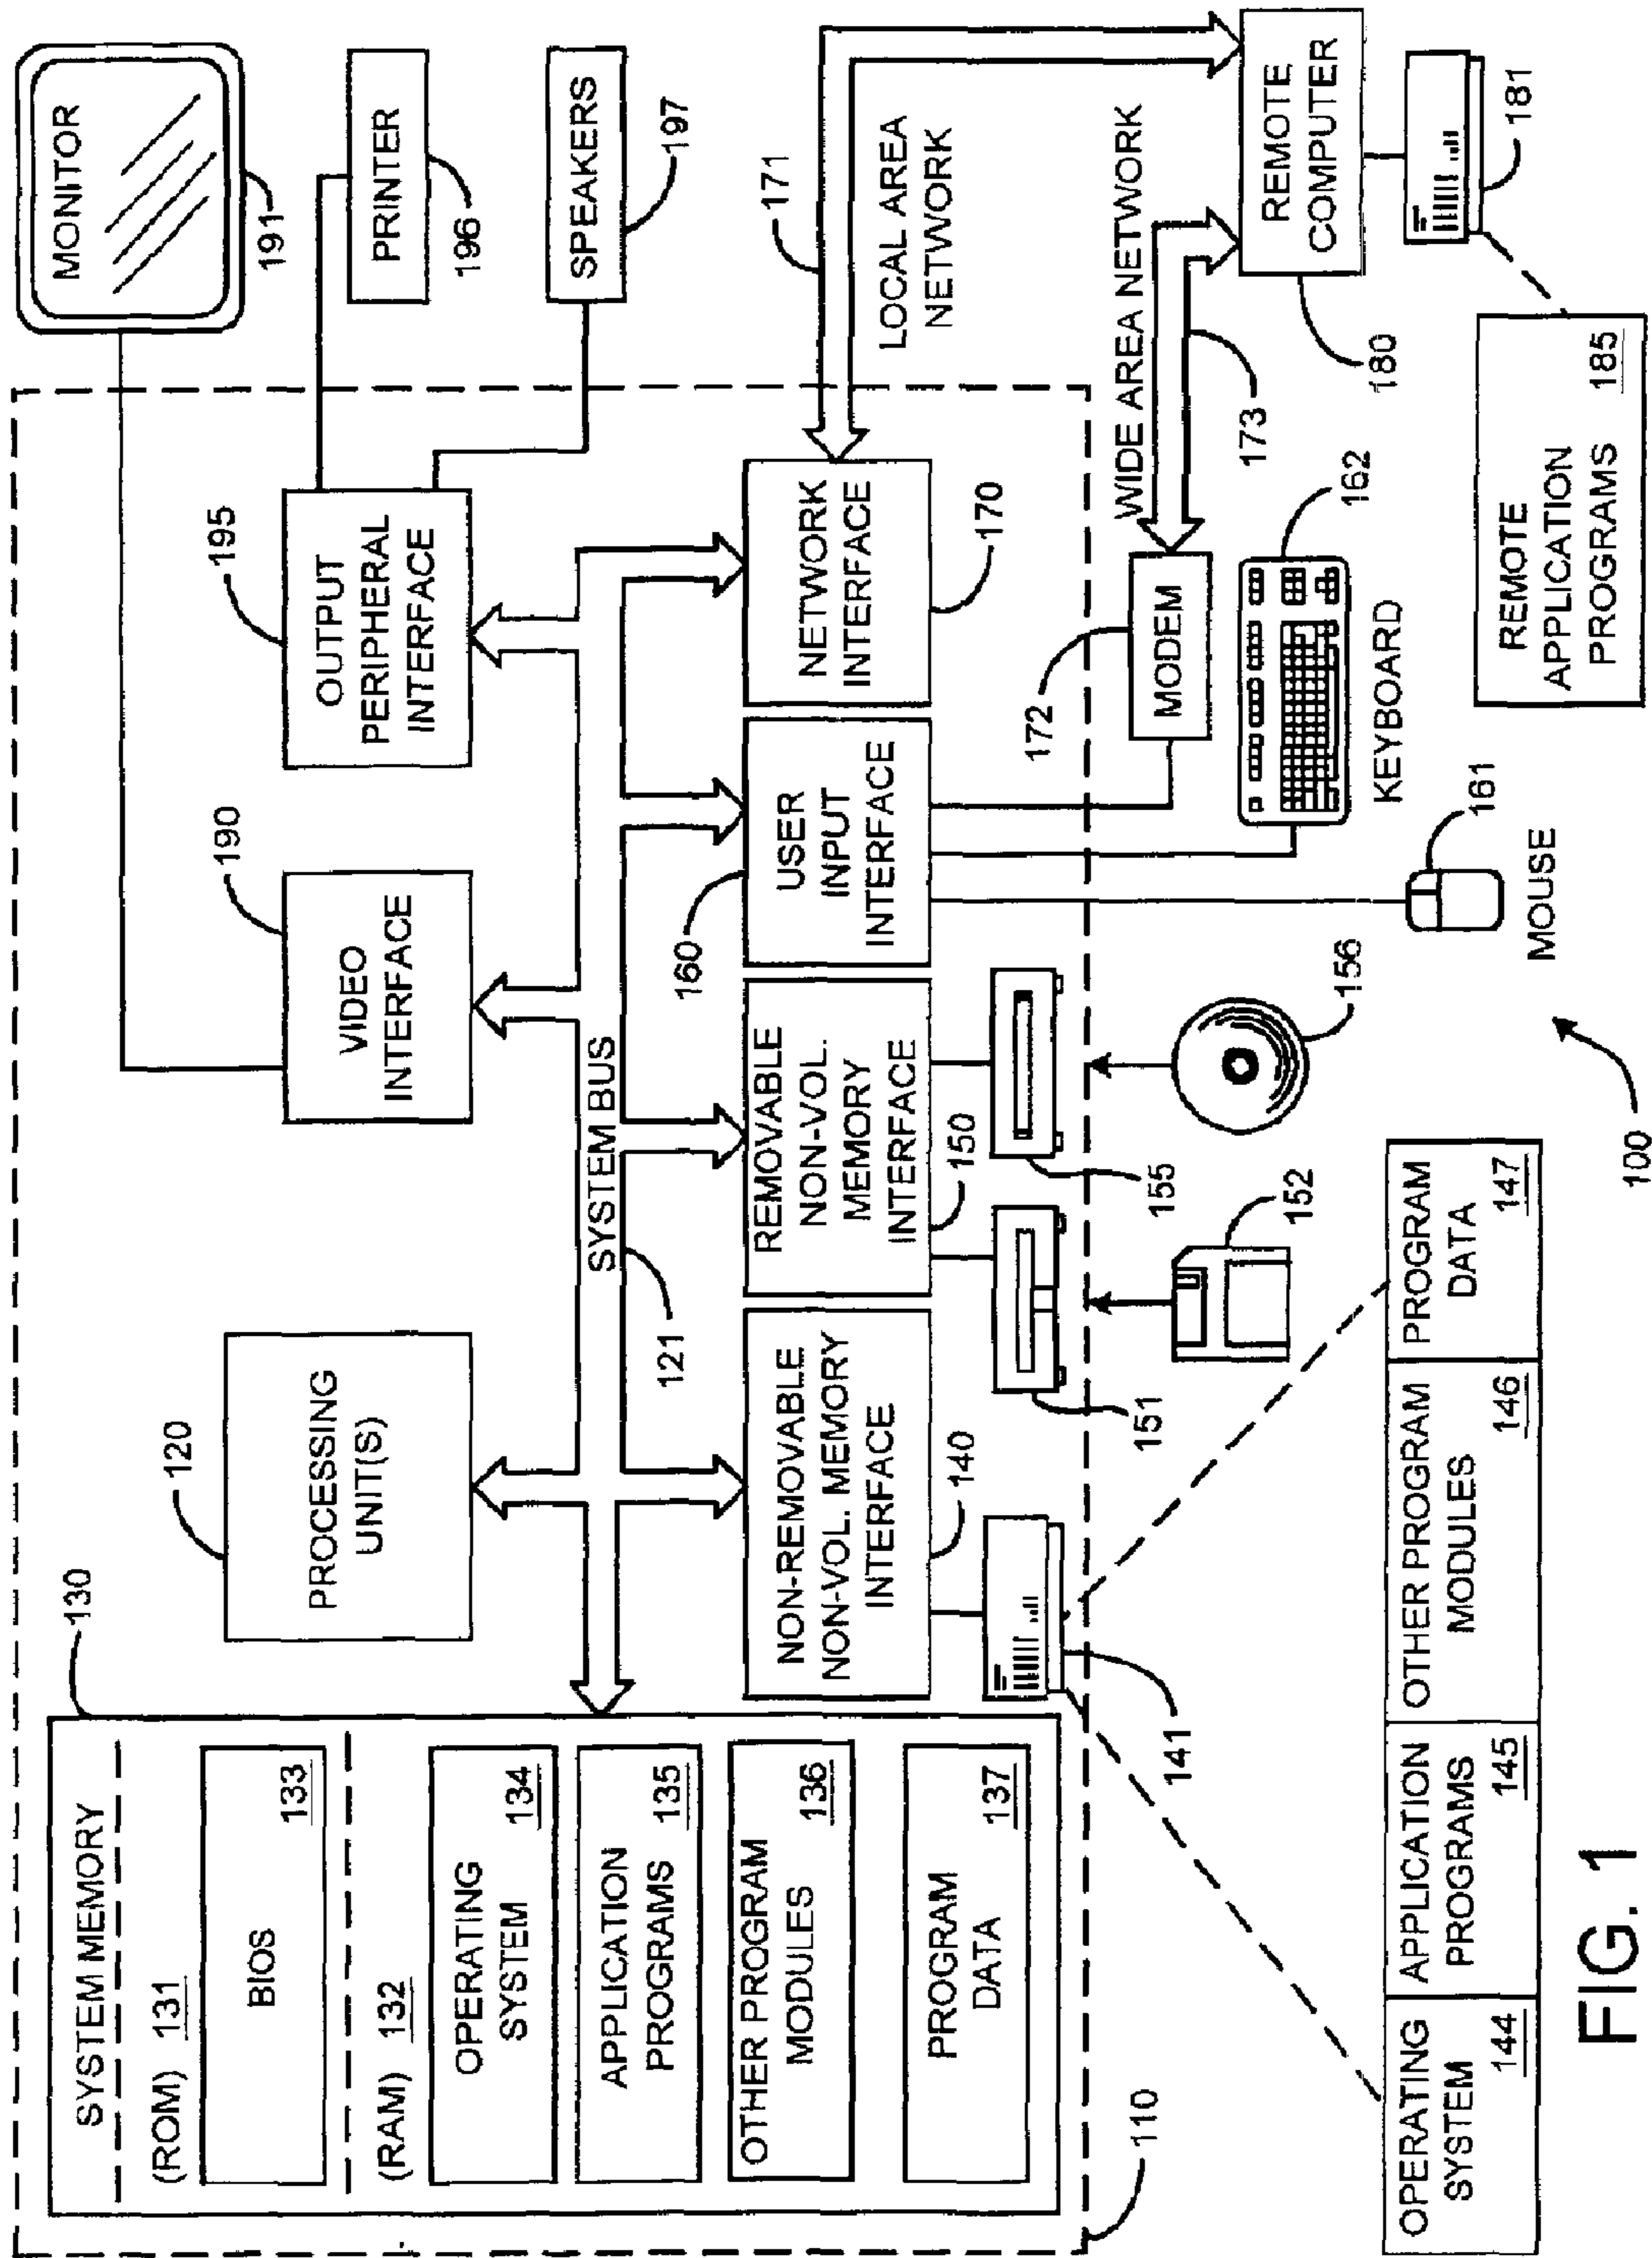 SYSTEM MEMORY
130
(ROM) 131
BIOS
133
(RAM) 132
OPERATING
SYSTEM
134
APPLICATION
PROGRAMS
135
OTHER PROGRAM
MODULES
136
PROGRAM
DATA
137
110
120
PROCESSING
UNIT(S)
190
VIDEO
INTERFACE
195
OUTPUT
PERIPHERAL
INTERFACE
MONITOR
191
PRINTER
196
SPEAKERS
197
SYSTEM BUS
121
NON-REMOVABLE
NON-VOL. MEMORY
INTERFACE
140
REMOVABLE
NON-VOL.
MEMORY
INTERFACE
150
160
USER
INPUT
INTERFACE
NETWORK
INTERFACE
170
171
LOCAL AREA
NETWORK
141
151
155
152
156
172
MODEM
WIDE AREA NETWORK
173
REMOTE
COMPUTER
180
181
162
KEYBOARD
161
MOUSE
REMOTE
APPLICATION
PROGRAMS
185
OPERATING
SYSTEM
144
APPLICATION
PROGRAMS
145
OTHER PROGRAM
MODULES
146
PROGRAM
DATA
147
100
FIG. 1